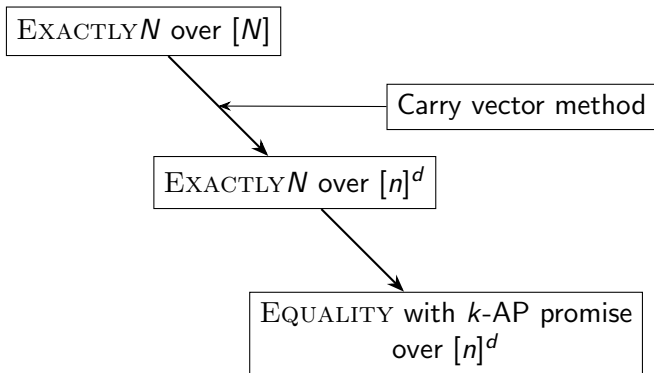 EXACTLYN over [N]
Carry vector method
EXACTLYN over [n]^d
EQUALITY with k-AP promise
over [n]^d